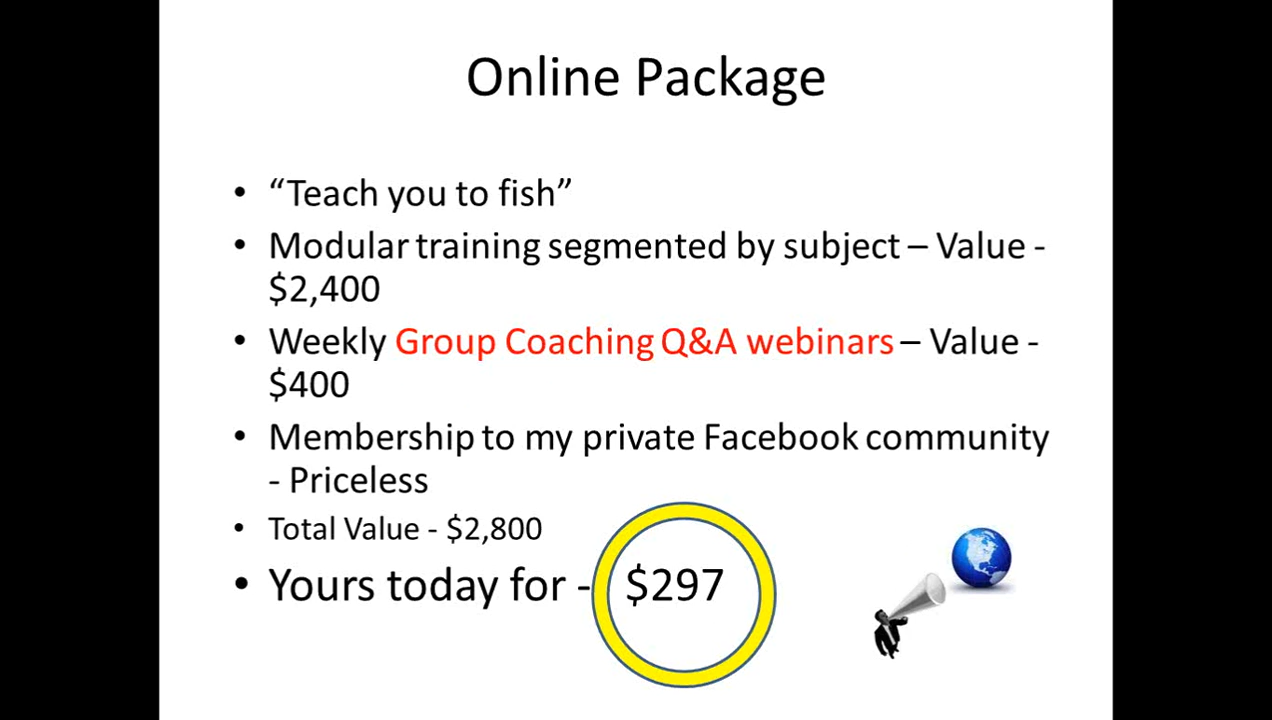 Online Package
• “Teach you to fish”
• Modular training segmented by subject – Value -
$2,400
• Weekly Group Coaching Q&A webinars – Value -
$400
• Membership to my private Facebook community
- Priceless
• Total Value - $2,800
• Yours today for - $297